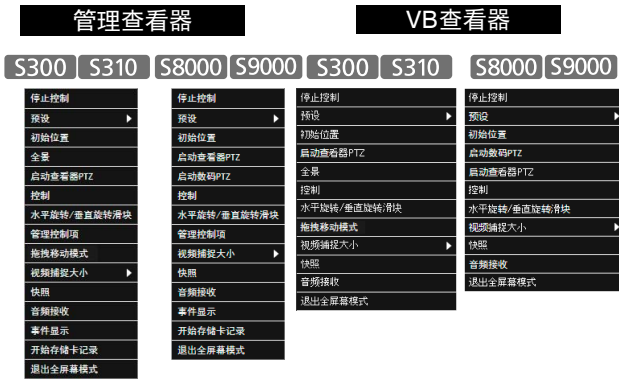 管理查看器
VB查看器
S300 S310 S8000 S9000 S300 S310 S8000 S9000
停止控制
预设
初始位置
全景
启动查看器PTZ
控制
水平旋转/垂直旋转滑块
管理控制项
拖拽移动模式
视频捕捉大小
快照
音频接收
事件显示
开始存储卡记录
退出全屏幕模式
停止控制
预设
初始位置
启动查看器PTZ
启动数码PTZ
控制
水平旋转/垂直旋转滑块
管理控制项
视频捕捉大小
快照
音频接收
事件显示
开始存储卡记录
退出全屏幕模式
停止控制
预设
初始位置
启动查看器PTZ
全景
控制
水平旋转/垂直旋转滑块
拖拽移动模式
视频捕捉大小
快照
音频接收
退出全屏幕模式
停止控制
预设
初始位置
启动数码PTZ
启动查看器PTZ
控制
水平旋转/垂直旋转滑块
视频捕捉大小
快照
音频接收
退出全屏幕模式